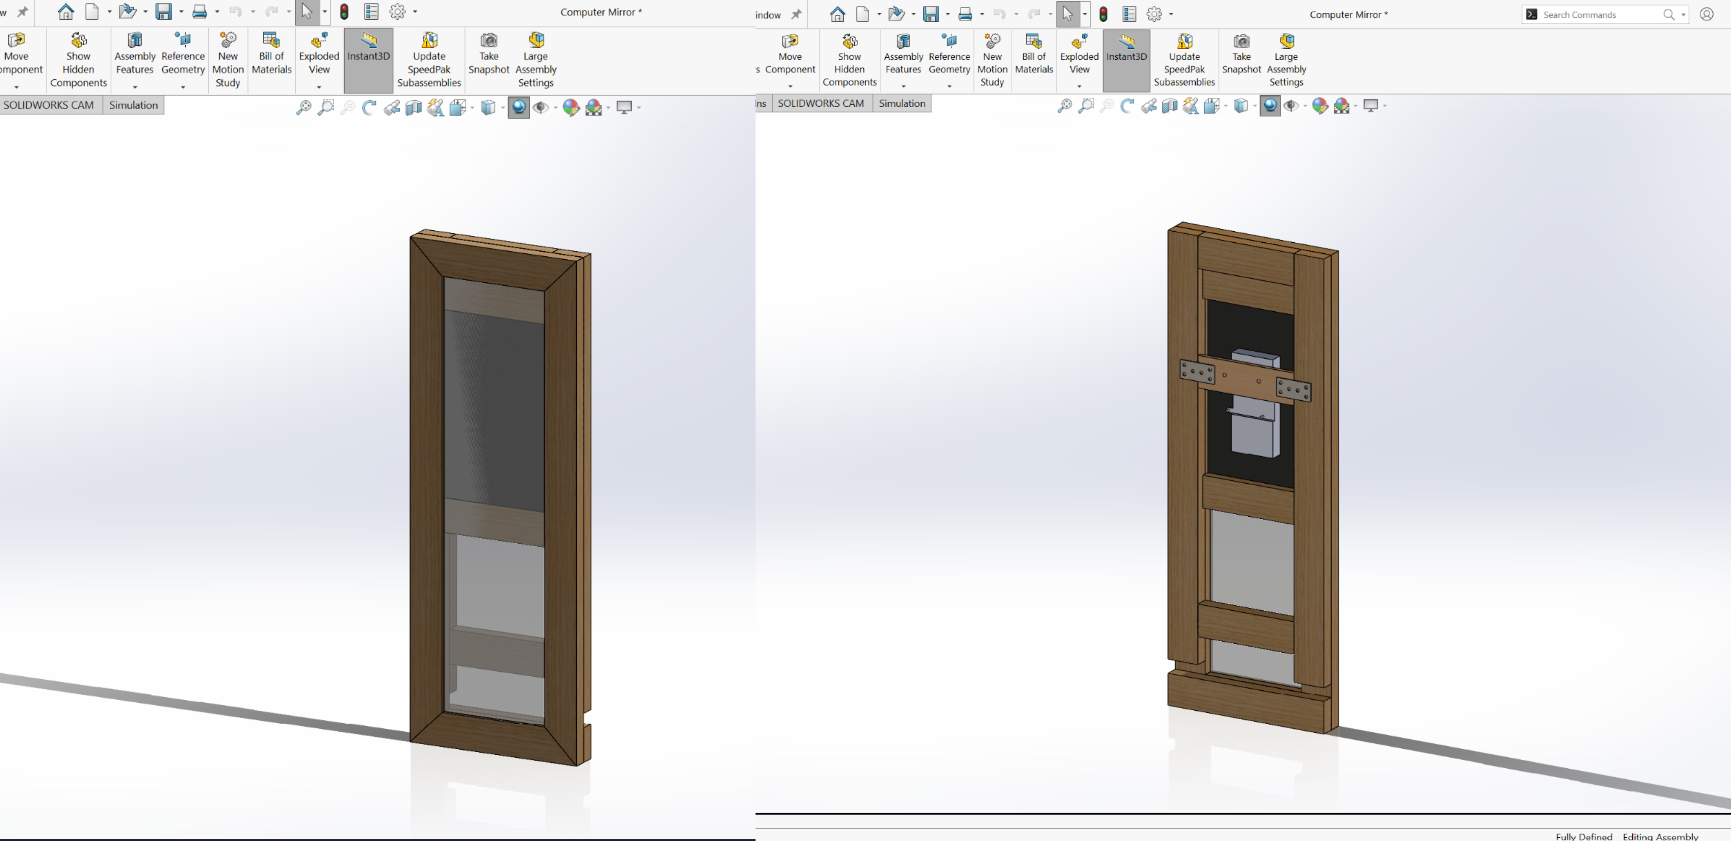 w
Computer Mirror *
Move Show Assembly Reference New Bill of Exploded Instant3D Update Take Large
omponent Hidden Features Geometry Motion Materials View SpeedPak Snapshot Assembly
Components Study Subassemblies Settings
SOLIDWORKS CAM Simulation
indow
Computer Mirror *
Search Commands
s Move Show Assembly Reference New Bill of Exploded Instant3D Update Take Large
Component Hidden Features Geometry Motion Materials View SpeedPak Snapshot Assembly
Components Study Subassemblies Settings
ns SOLIDWORKS CAM Simulation
Fully Defined Editing Assembly